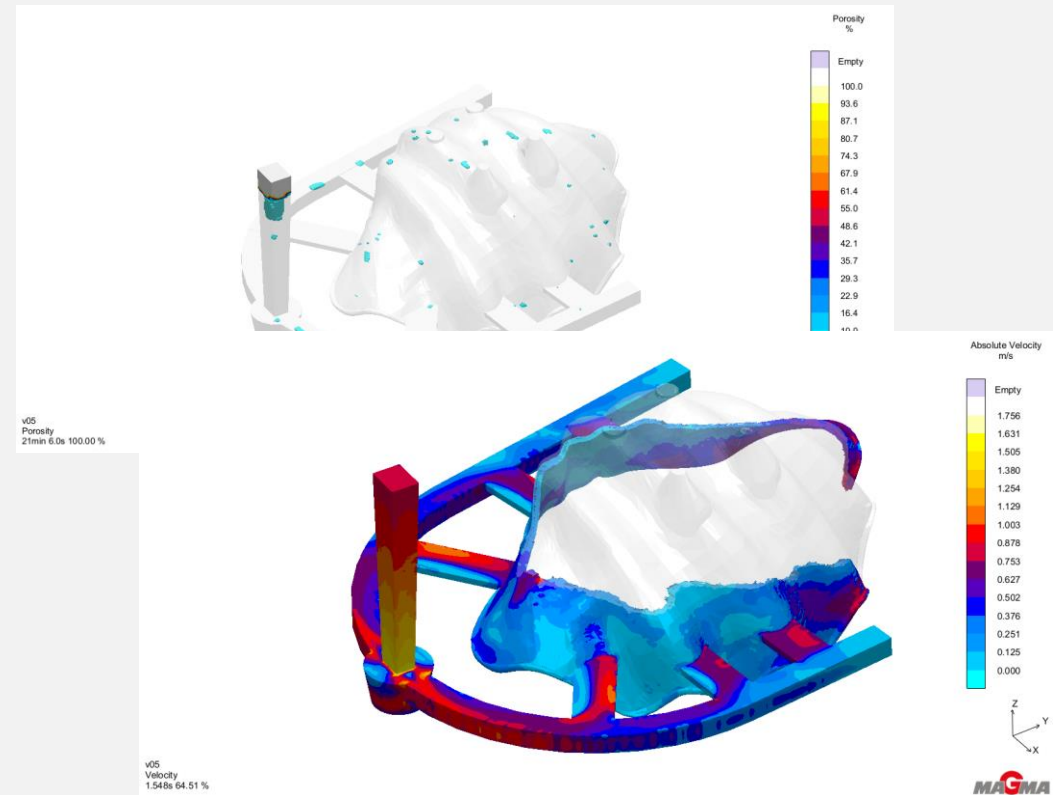 Porosity
%
Empty
100.0
93.6
87.1
80.7
74.3
67.9
61.4
55.0
48.6
42.1
35.7
29.3
22.9
16.4
v05
Porosity
21min 6.0s 100.00 %
Absolute Velocity
m/s
Empty
1.756
1.631
1.505
1.380
1.254
1.129
1.003
0.878
0.753
0.627
0.502
0.376
0.251
0.125
0.000
Z
Y
X
v05
Velocity
1.548s 64.51 %
MAGMA